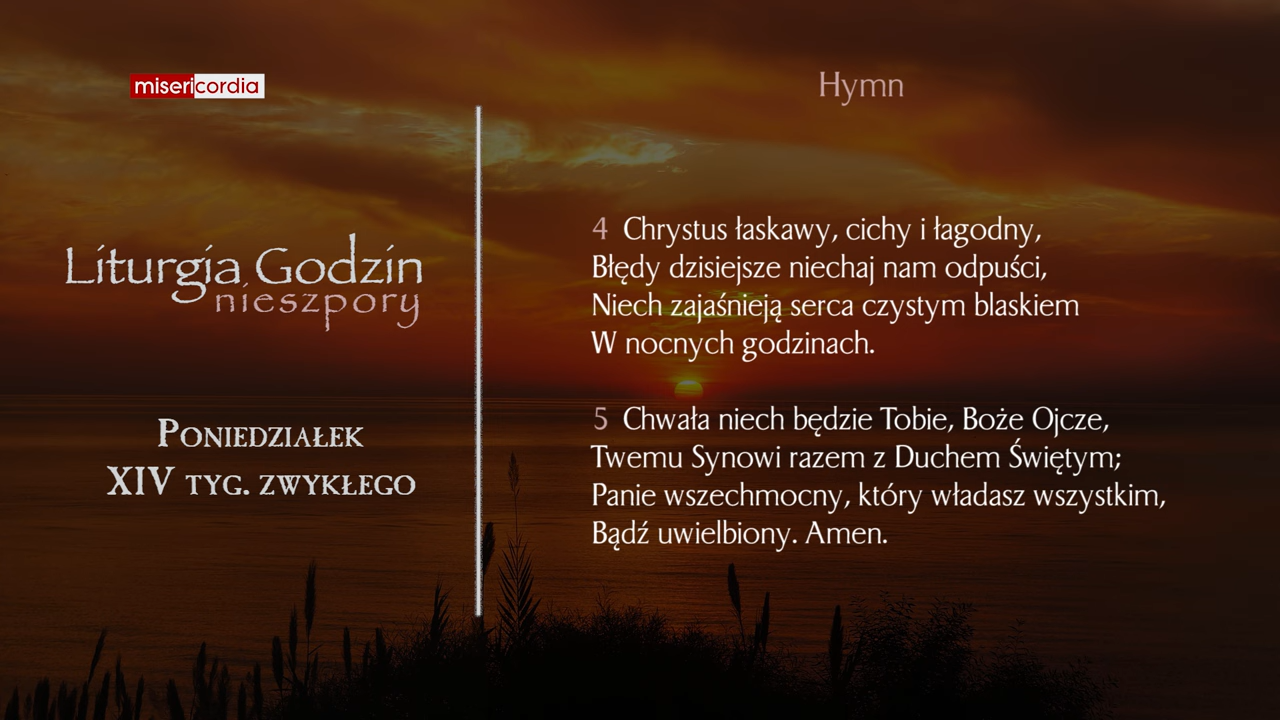 misericordia
Liturgia Godzin
nieszpory
Poniedziałek
XIV tyg. zwykłego
Hymn
4 Chrystus łaskawy, cichy i łagodny,
Błędy dzisiejsze niechaj nam odpuści,
Niech zajaśnieją serca czystym blaskiem
W nocnych godzinach.
5 Chwała niech będzie Tobie, Boże Ojcze,
Twemu Synowi razem z Duchem Świętym;
Panie wszechmocny, który władasz wszystkim,
Bądź uwielbiony. Amen.